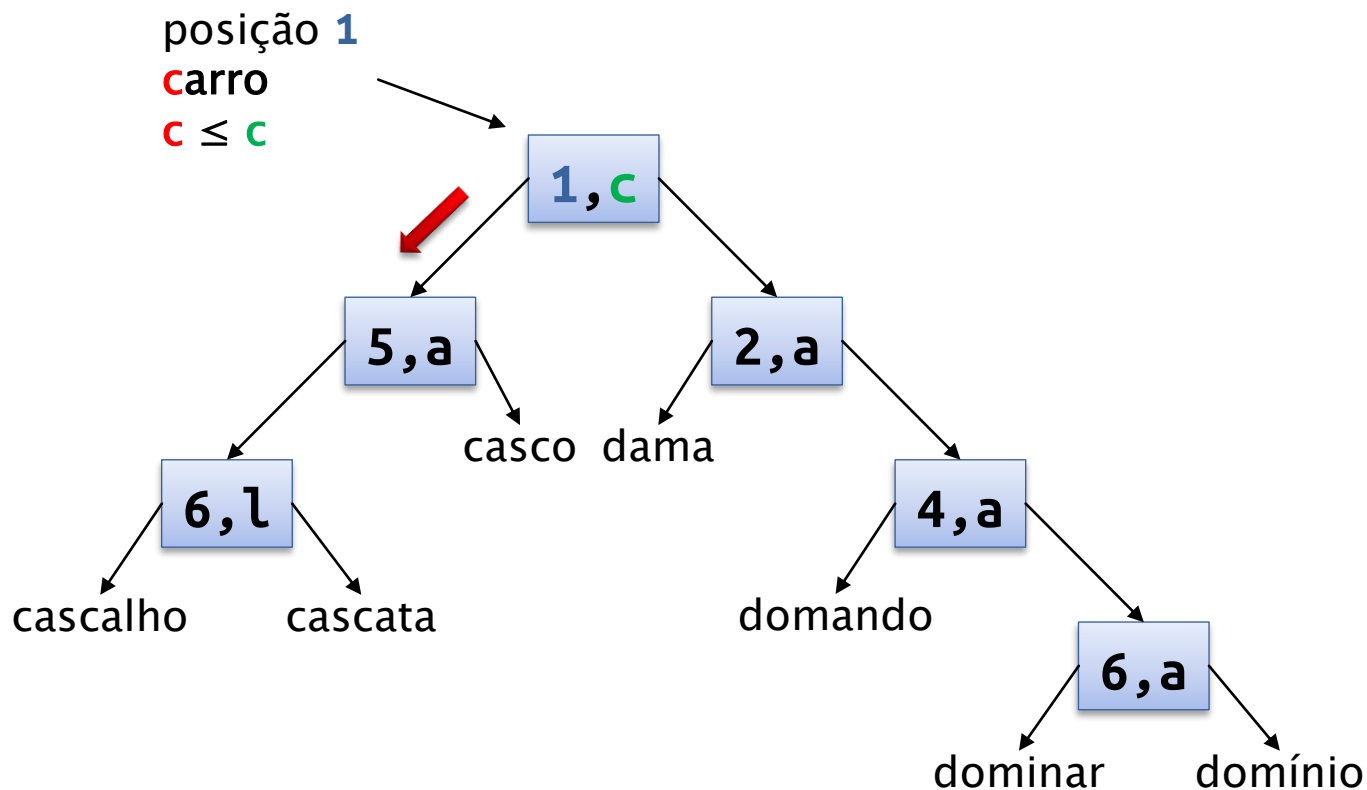 posição 1
carro
c ≤ c
1,c
5,a
2,a
casco
dama
6,l
4,a
cascalho
cascata
domando
6,a
dominar
domínio